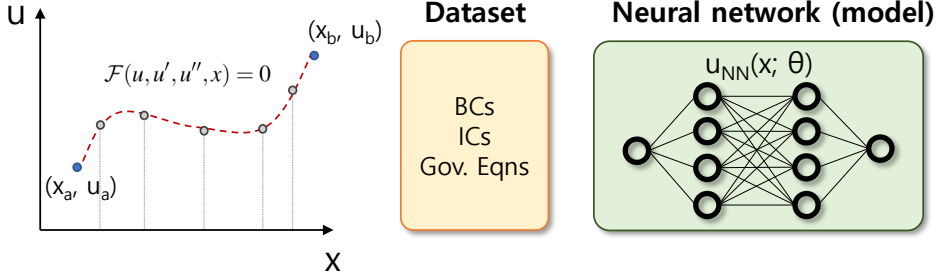 u
(x_b, u_b)
F(u, u′, u′′, x) = 0
(x_a, u_a)
x
Dataset
BCs
ICs
Gov. Eqns
Neural network (model)
u_NN(x; θ)